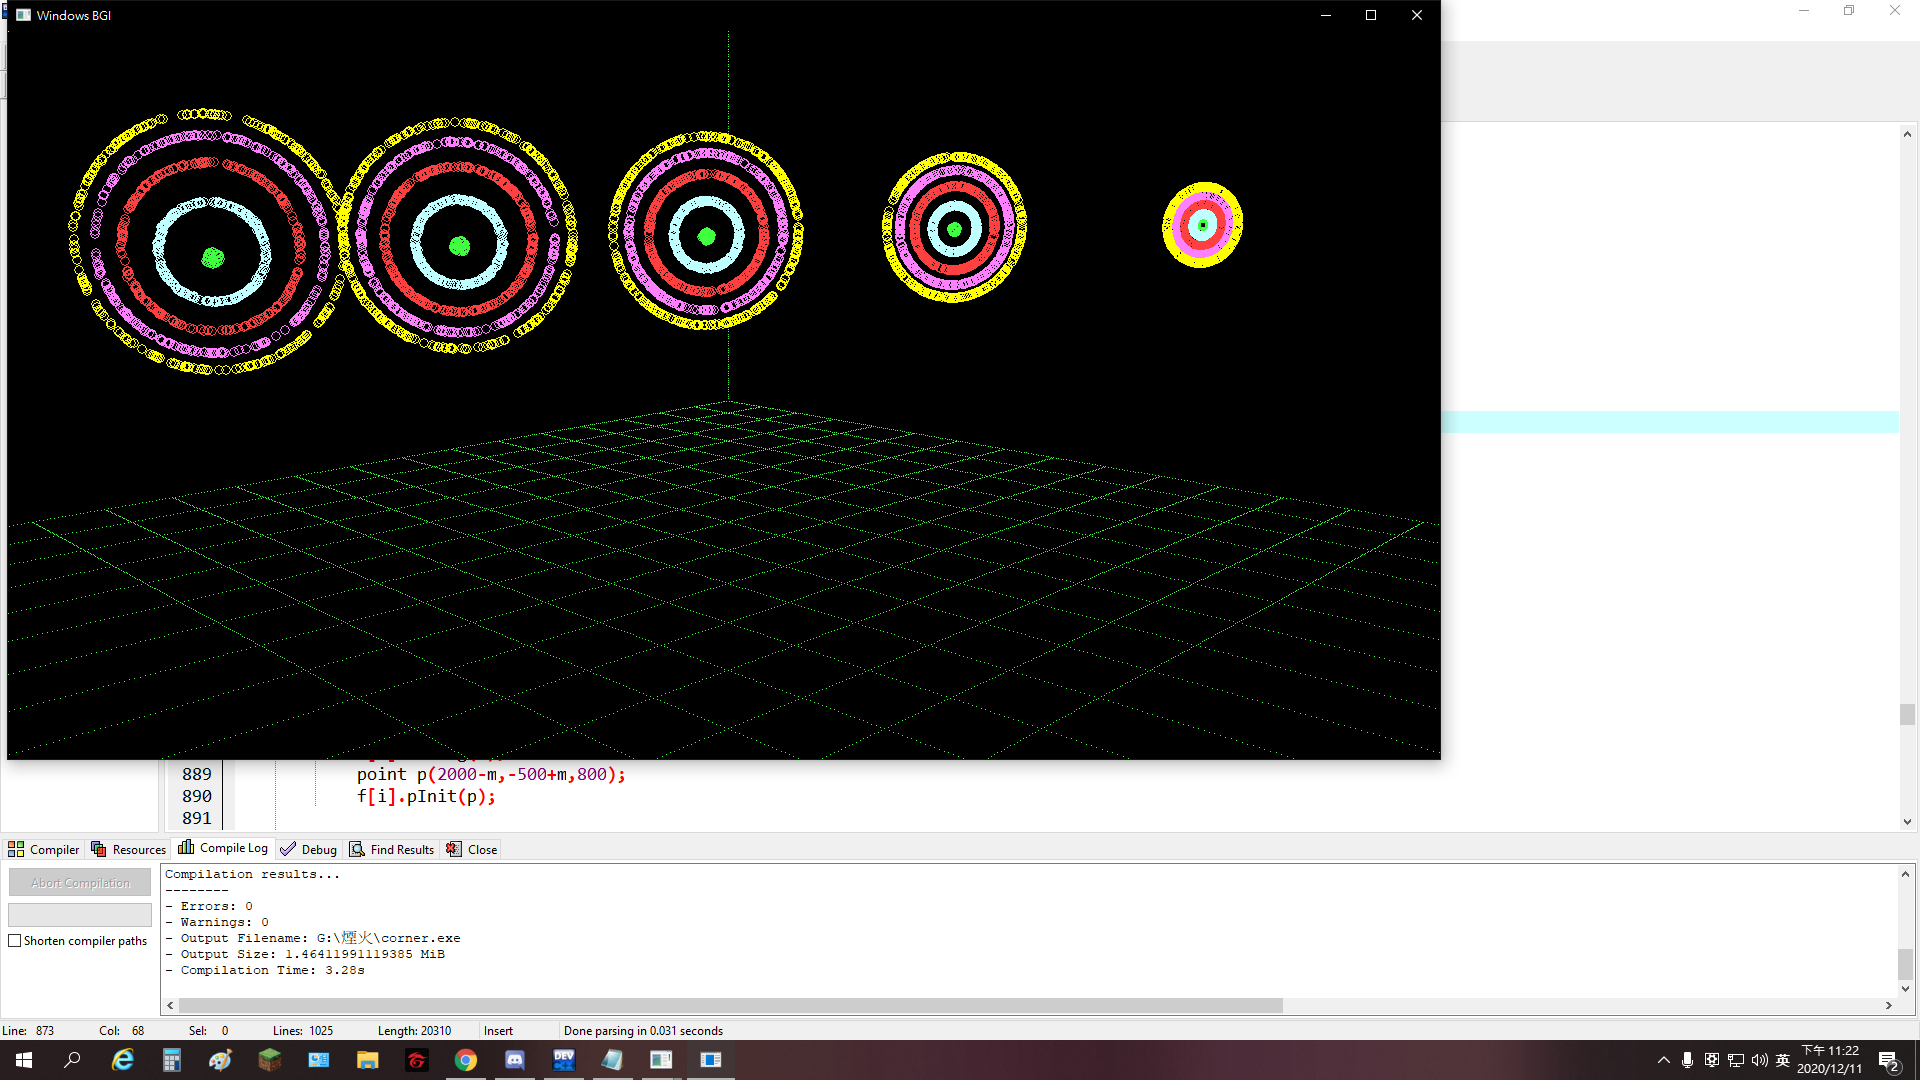 Windows BGI
889 point p(2000-m,-500+m,800);
890 f[i].pInit(p);
891
Compiler Resources Compile Log Debug Find Results Close
Abort Compilation
Shorten compiler paths
Compilation results...
--------
- Errors: 0
- Warnings: 0
- Output Filename: G:\煙火\corner.exe
- Output Size: 1.46411991119385 MiB
- Compilation Time: 3.28s
Line: 873 Col: 68 Sel: 0 Lines: 1025 Length: 20310 Insert Done parsing in 0.031 seconds
DEV
英
下午 11:22
2020/12/11
2